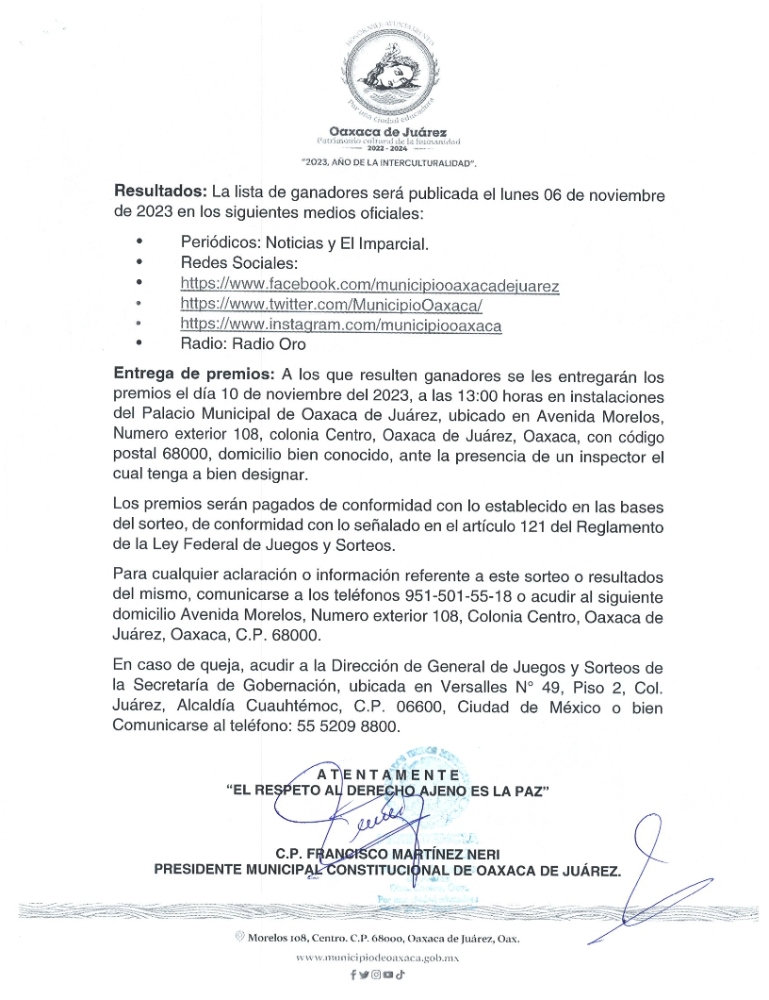 HONORABLE AYUNTAMIENTO
Por una ciudad educadora
Oaxaca de Juárez
Patrimonio cultural de la humanidad
2022 - 2024
"2023, AÑO DE LA INTERCULTURALIDAD".
Resultados: La lista de ganadores será publicada el lunes 06 de noviembre
de 2023 en los siguientes medios oficiales:
• Periódicos: Noticias y El Imparcial.
• Redes Sociales:
• https://www.facebook.com/municipiooaxacadejuarez
• https://www.twitter.com/MunicipioOaxaca/
• https://www.instagram.com/municipiooaxaca
• Radio: Radio Oro
Entrega de premios: A los que resulten ganadores se les entregarán los
premios el día 10 de noviembre del 2023, a las 13:00 horas en instalaciones
del Palacio Municipal de Oaxaca de Juárez, ubicado en Avenida Morelos,
Numero exterior 108, colonia Centro, Oaxaca de Juárez, Oaxaca, con código
postal 68000, domicilio bien conocido, ante la presencia de un inspector el
cual tenga a bien designar.
Los premios serán pagados de conformidad con lo establecido en las bases
del sorteo, de conformidad con lo señalado en el artículo 121 del Reglamento
de la Ley Federal de Juegos y Sorteos.
Para cualquier aclaración o información referente a este sorteo o resultados
del mismo, comunicarse a los teléfonos 951-501-55-18 o acudir al siguiente
domicilio Avenida Morelos, Numero exterior 108, Colonia Centro, Oaxaca de
Juárez, Oaxaca, C.P. 68000.
En caso de queja, acudir a la Dirección de General de Juegos y Sorteos de
la Secretaría de Gobernación, ubicada en Versalles N° 49, Piso 2, Col.
Juárez, Alcaldía Cuauhtémoc, C.P. 06600, Ciudad de México o bien
Comunicarse al teléfono: 55 5209 8800.
A T E N T A M E N T E
"EL RESPETO AL DERECHO AJENO ES LA PAZ"
C.P. FRANCISCO MARTÍNEZ NERI
PRESIDENTE MUNICIPAL CONSTITUCIONAL DE OAXACA DE JUÁREZ.
Morelos 108, Centro. C.P. 68000, Oaxaca de Juárez, Oax.
www.municipiodeoaxaca.gob.mx